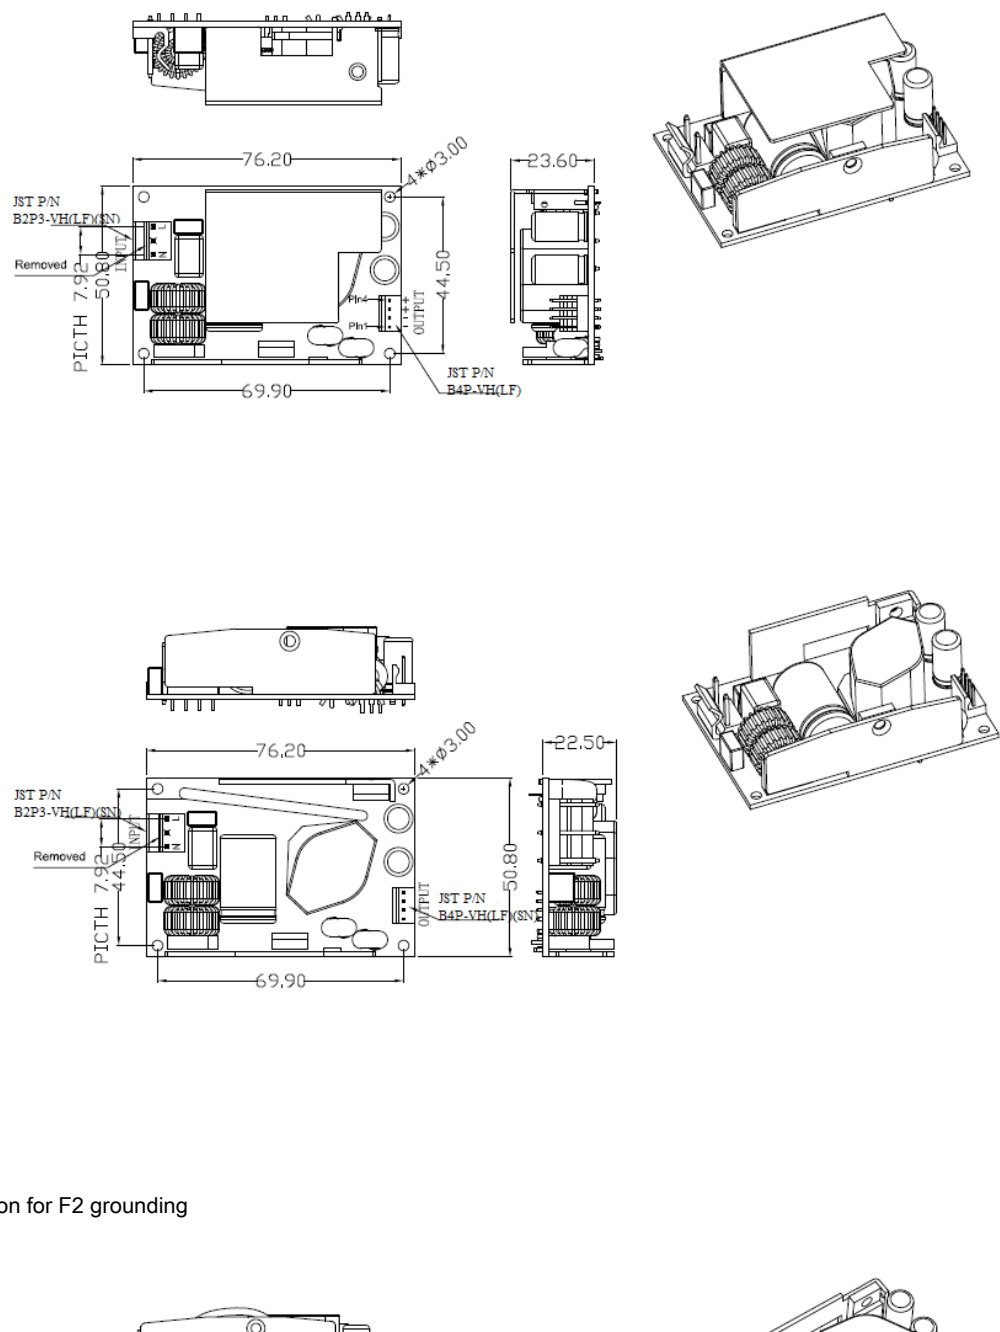 76.20
4*ø3.00
23.60
JST P/N
B2P3-VH(LF)(SN)
Removed
INPUT
L
N
PICTH 7.92
50.80
44.50
Pin4
Pin1
+
+
-
-
OUTPUT
JST P/N
B4P-VH(LF)
69.90
76.20
4*ø3.00
22.50
JST P/N
B2P3-VH(LF)(SN)
Removed
INPUT
L
N
PICTH 7.92
44.50
50.80
OUTPUT
JST P/N
B4P-VH(LF)(SN)
69.90
on for F2 grounding